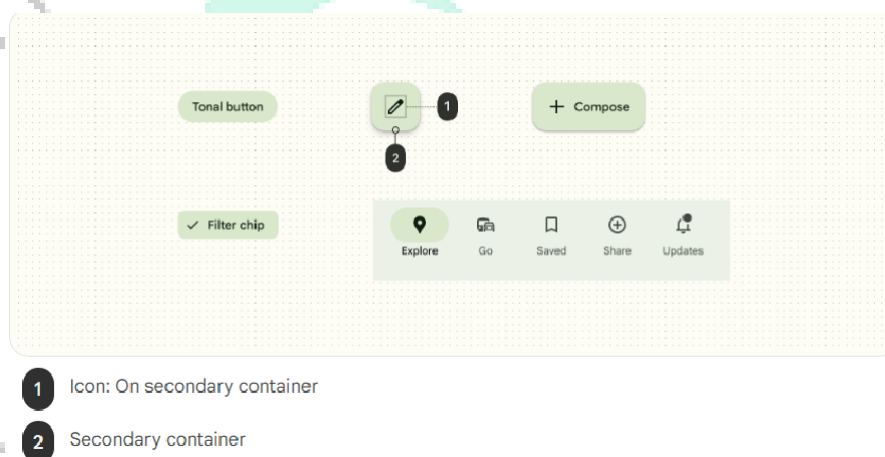 Tonal button
1
Compose
2
Filter chip
Explore Go Saved Share Updates
1 Icon: On secondary container
2 Secondary container